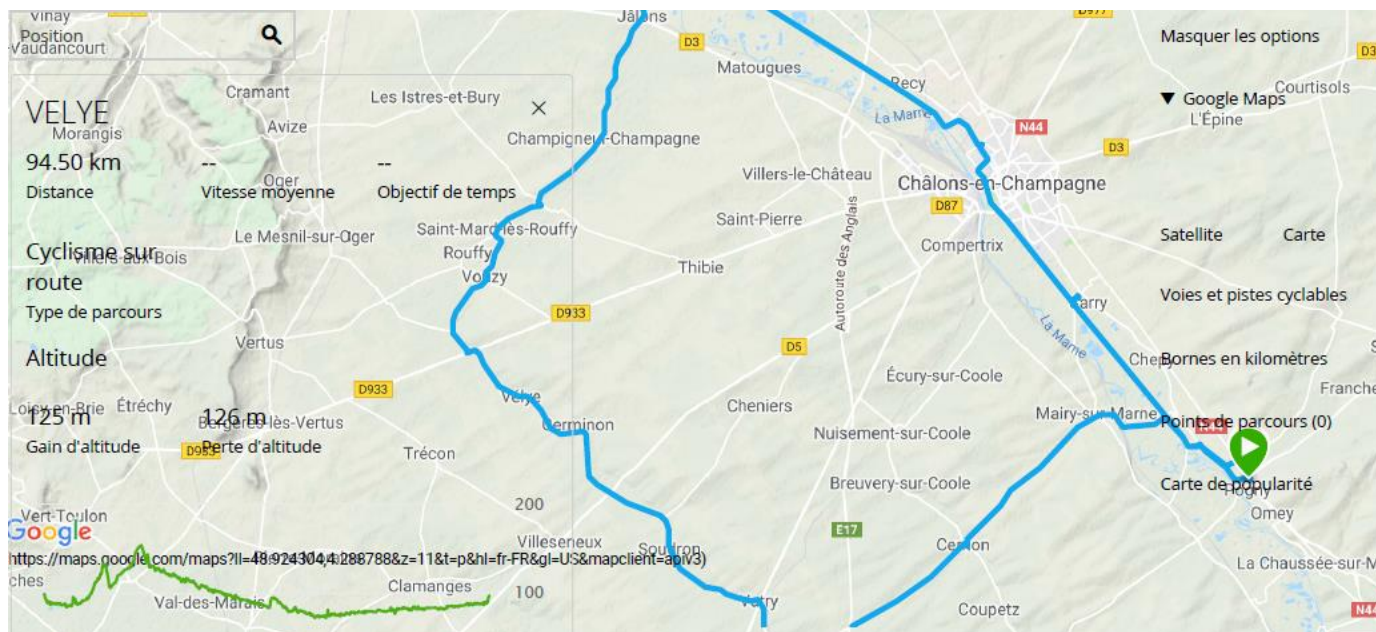 Vinay
Position
Vaudancourt
Jâlons
D3
D977
Masquer les options
D3
Matougues
Recy
Courtisols
Cramant
Les Istres-et-Bury
Google Maps
VELYE
La Marne
L'Épine
Morangis
Avize
N44
Champigneul-Champagne
94.50 km
--
--
D3
Oger
Villers-le-Château
Châlons-en-Champagne
Distance
Vitesse moyenne
Objectif de temps
D87
Saint-Pierre
Autoroute des Anglais
Le Mesnil-sur-Oger
Saint-Mard-lès-Rouffy
Compertrix
Satellite
Carte
Cyclisme sur
route
Villers-aux-Bois
Rouffy
Vouzy
Thibie
Voies et pistes cyclables
Type de parcours
D933
Sarry
La Marne
Vertus
D5
Altitude
Chepy
Bornes en kilomètres
Écury-sur-Coole
D933
France
Vélye
Loisy-en-Brie
Étréchy
Cheniers
125 m
126 m
Bergères-lès-Vertus
Germinon
Mairy-sur-Marne
Points de parcours (0)
N44
Nuisement-sur-Coole
Gain d'altitude
D933
Perte d'altitude
Trécon
Breuvery-sur-Coole
Carte de popularité
Pogny
200
Omey
Vert-Toulon
Google
E17
Villeseneux
Soudron
Cernon
https://maps.google.com/maps?ll=48.924304,4.288788&z=11&t=p&hl=fr-FR&gl=US&mapclient=apiv3)
La Chaussée-sur-M
ches
Clamanges
100
Val-des-Marais
Vatry
Coupetz
N44